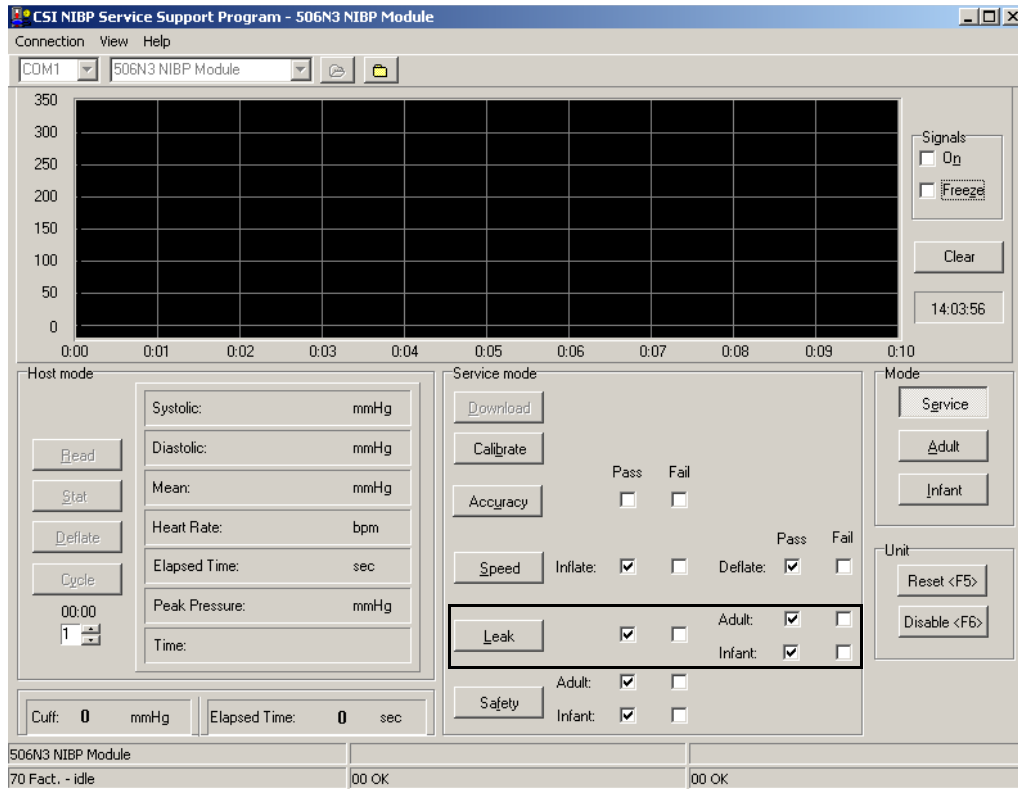 CSI NIBP Service Support Program - 506N3 NIBP Module
Connection View Help
COM1 506N3 NIBP Module
350
300
250
200
150
100
50
0
0:00 0:01 0:02 0:03 0:04 0:05 0:06 0:07 0:08 0:09 0:10
Signals
On
Freeze
Clear
14:03:56
Host mode
Read
Stat
Deflate
Cycle
00:00
1
Systolic: mmHg
Diastolic: mmHg
Mean: mmHg
Heart Rate: bpm
Elapsed Time: sec
Peak Pressure: mmHg
Time:
Cuff: 0 mmHg
Elapsed Time: 0 sec
Service mode
Download
Calibrate
Pass Fail
Accuracy
Pass Fail
Speed Inflate: Deflate:
Leak Adult:
Infant:
Safety Adult:
Infant:
Mode
Service
Adult
Infant
Unit
Reset <F5>
Disable <F6>
506N3 NIBP Module
70 Fact. - idle 00 OK 00 OK